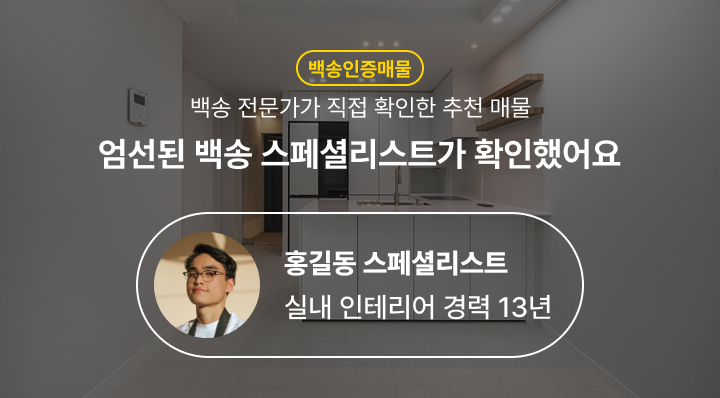 백송인증매물
백송 전문가가 직접 확인한 추천 매물
엄선된 백송 스페셜리스트가 확인했어요
홍길동 스페셜리스트
실내 인테리어 경력 13년